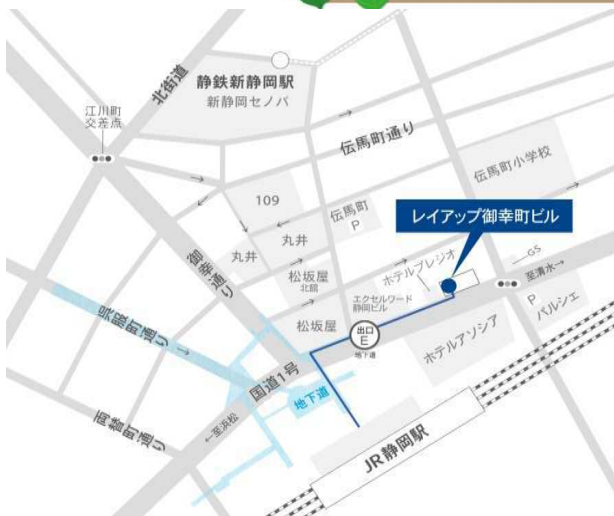 北街道
静鉄新静岡駅
新静岡セノバ
江川町
交差点
伝馬町通り
伝馬町小学校
109
伝馬町
P
レイアップ御幸町ビル
丸井
丸井
御幸通り
松坂屋
北館
ホテルプレジオ
GS
至清水→
エクセルワード
静岡ビル
呉服町通り→
松坂屋
出口
E
地下道
P
パルシェ
ホテルアソシア
国道1号
地下道
両替町通り
←至浜松
JR静岡駅